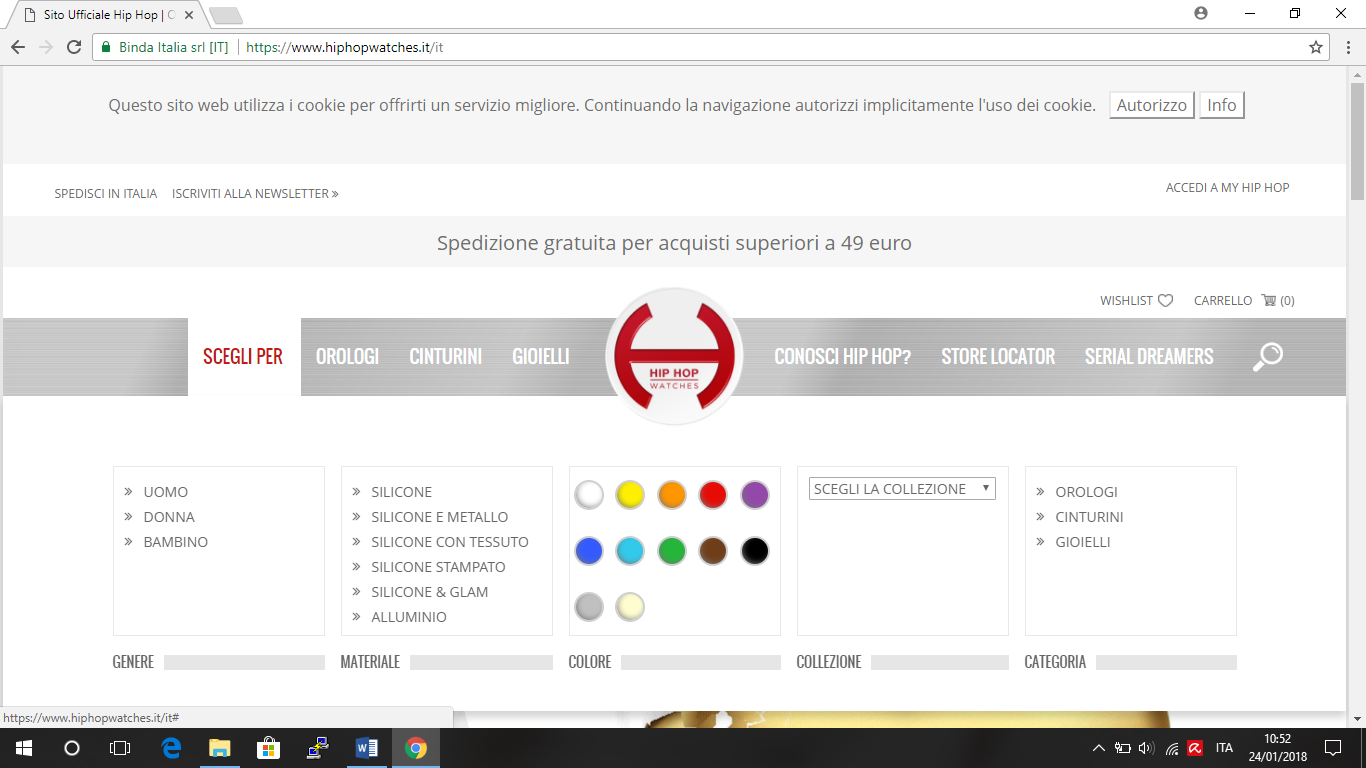 Sito Ufficiale Hip Hop | O
Binda Italia srl [IT] https://www.hiphopwatches.it/it
Questo sito web utilizza i cookie per offrirti un servizio migliore. Continuando la navigazione autorizzi implicitamente l'uso dei cookie. Autorizzo Info
SPEDISCI IN ITALIA ISCRIVITI ALLA NEWSLETTER » ACCEDI A MY HIP HOP
Spedizione gratuita per acquisti superiori a 49 euro
WISHLIST CARRELLO (0)
SCEGLI PER OROLOGI CINTURINI GIOIELLI CONOSCI HIP HOP? STORE LOCATOR SERIAL DREAMERS
HIP HOP
WATCHES
» UOMO
» DONNA
» BAMBINO
GENERE
» SILICONE
» SILICONE E METALLO
» SILICONE CON TESSUTO
» SILICONE STAMPATO
» SILICONE & GLAM
» ALLUMINIO
MATERIALE
COLORE
SCEGLI LA COLLEZIONE
COLLEZIONE
» OROLOGI
» CINTURINI
» GIOIELLI
CATEGORIA
https://www.hiphopwatches.it/it#
ITA
10:52
24/01/2018